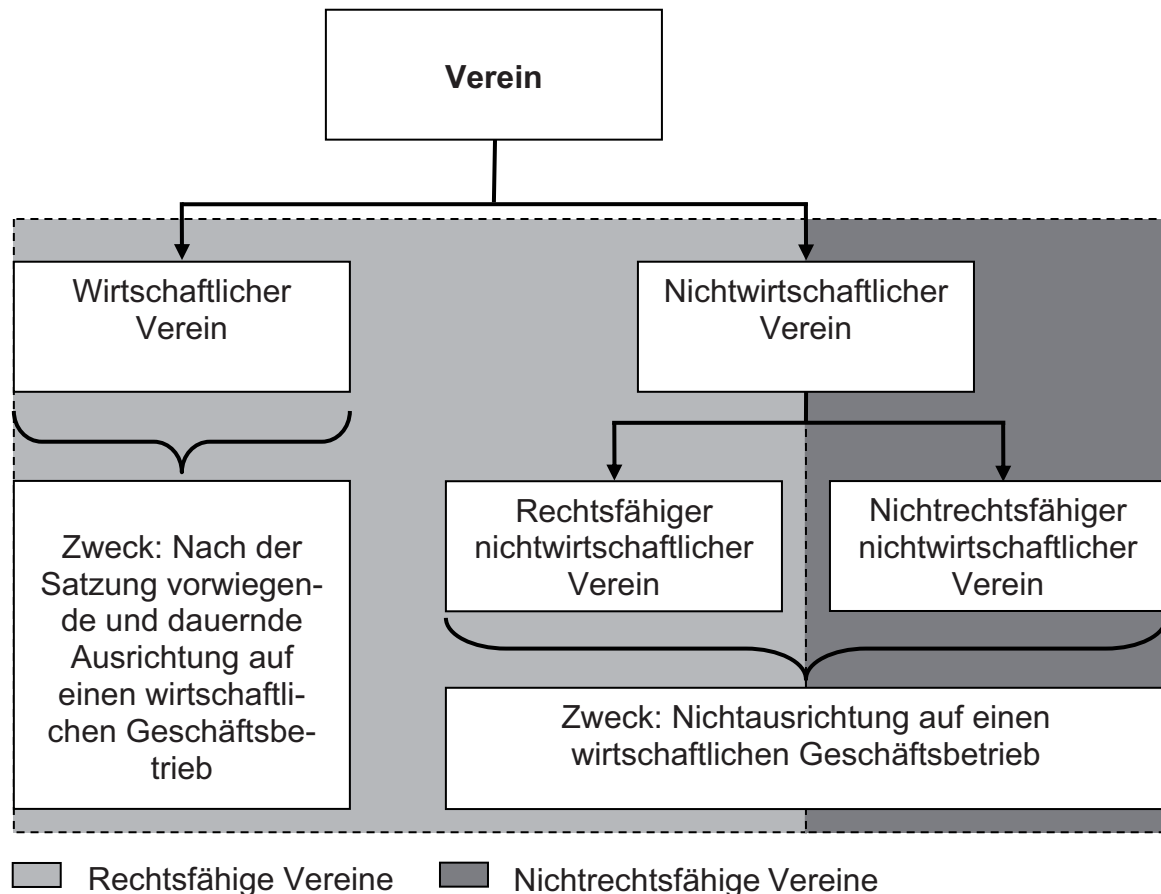 Verein
Wirtschaftlicher
Verein
Nichtwirtschaftlicher
Verein
Zweck: Nach der
Satzung vorwiegen-
de und dauernde
Ausrichtung auf
einen wirtschaftli-
chen Geschäftsbe-
trieb
Rechtsfähiger
nichtwirtschaftlicher
Verein
Nichtrechtsfähiger
nichtwirtschaftlicher
Verein
Zweck: Nichtausrichtung auf einen
wirtschaftlichen Geschäftsbetrieb
Rechtsfähige Vereine
Nichtrechtsfähige Vereine